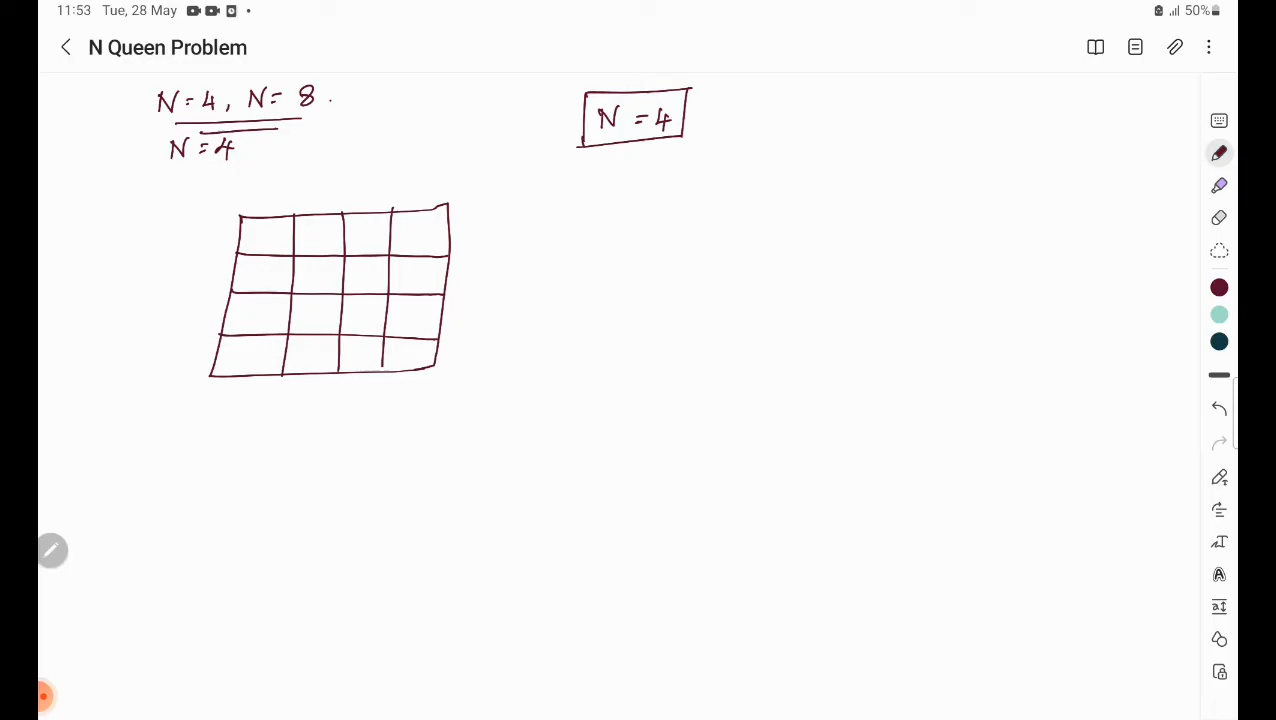 11:53 Tue, 28 May 50%
N Queen Problem
N=4, N= 8
N=4
N =4